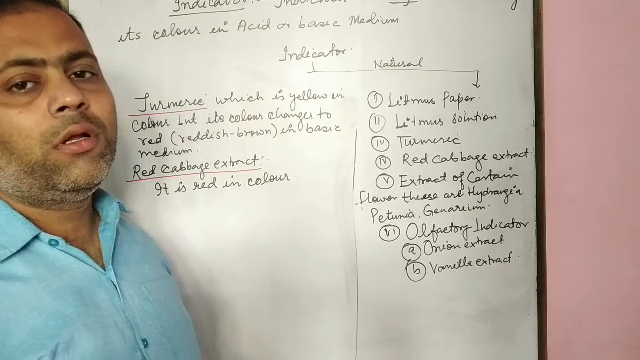 Indicator
its colour in Acid or basic Medium
Indicator
Natural
Turmeric which is yellow in
colour but its colour changes to
red (reddish-brown) in basic
medium.
Red cabbage extract:
It is red in colour
(I) Litmus Paper
(II) Litmus solution
(IV) Turmeric
(IV) Red cabbage extract
(V) Extract of Certain
flower these are Hydrangea
Petunia, Genareium
(VI) Olfactory Indicator
(a) Onion extract
(b) Vanella extract